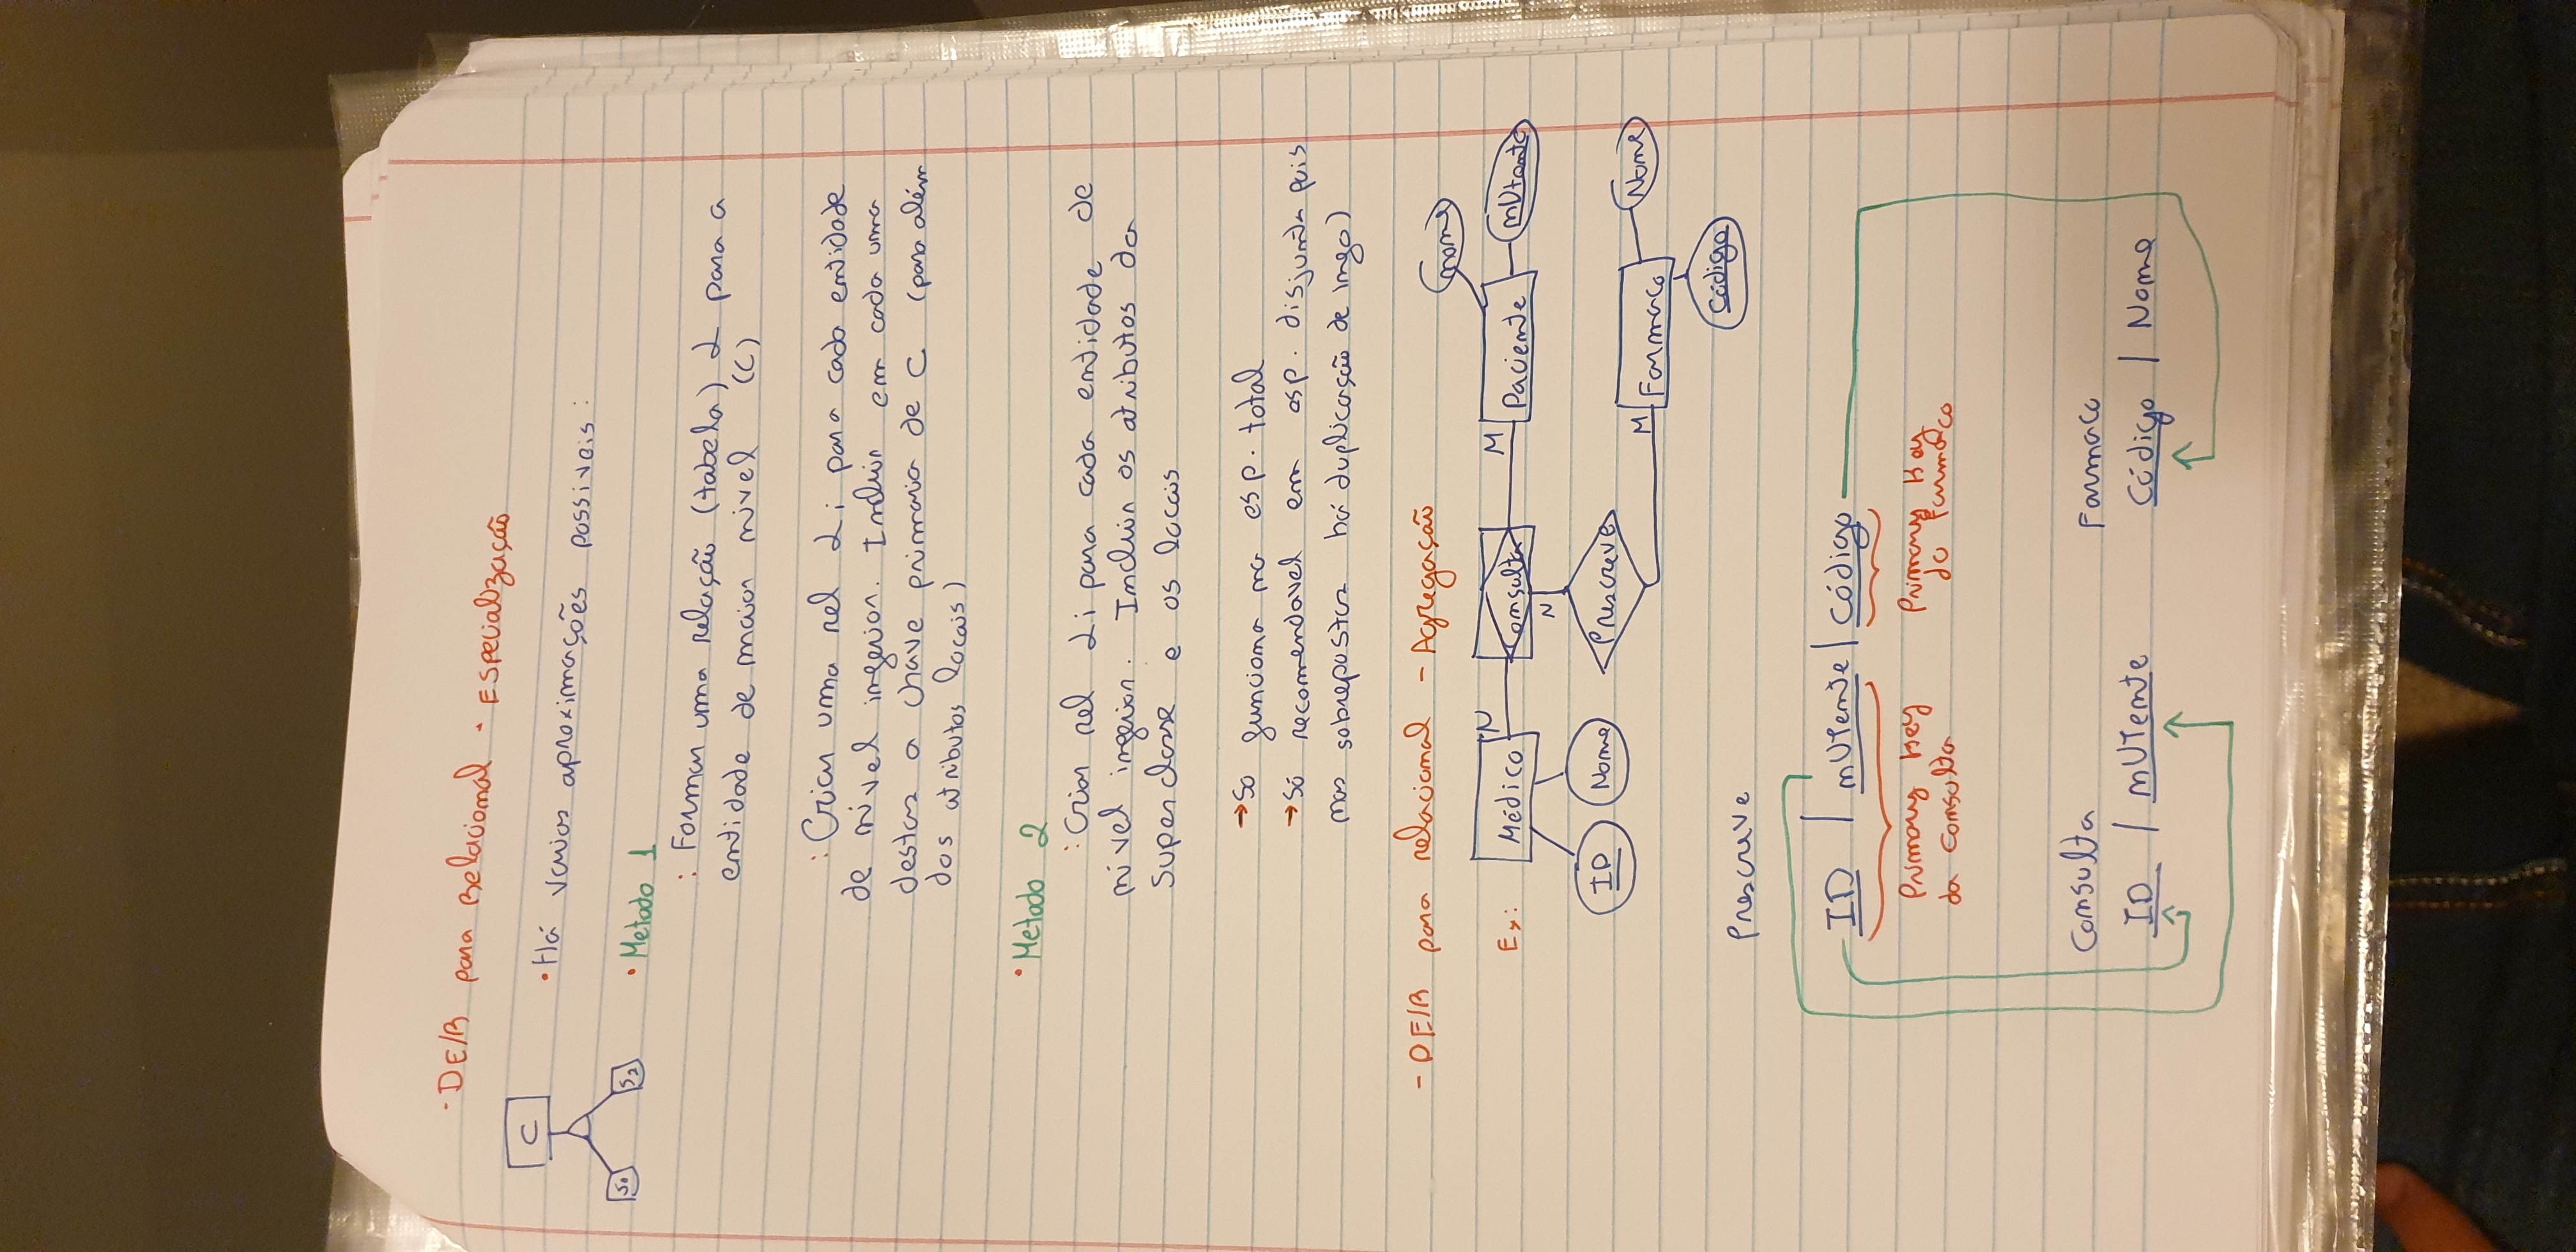 - DE/R para Relacional - Especialização
C
S1
S2
• Há varios aproximações possiveis:
• Metodo 1
: Formar uma relação (tabela) L para a
entidade de maior nivel (C)
: Criar uma rel Li para cada entidade
de nivel inferior. Incluir em cada uma
destas a chave primaria de C (para além
dos atributos locais)
• Metodo 2
: Criar rel Li para cada entidade de
nivel inferior. Incluir os atributos da
superclasse e os locais
→ So funciona na esp. total
→ Só recomendavel em esp. disjunta pois
nas sobrepostas há duplicação de info)
- DE/R para relacional - Agregação
Ex:
Médico
N
Consulta
M
Paciente
nome
nUtente
ID
Nome
N
Prescreve
M
Farmaco
Nome
Código
Prescreve
ID | nUTente | Código
Primary Key
da Consulta
Primary Key
do Farmaco
Consulta
ID | nUTente
Farmaco
Código | Nome